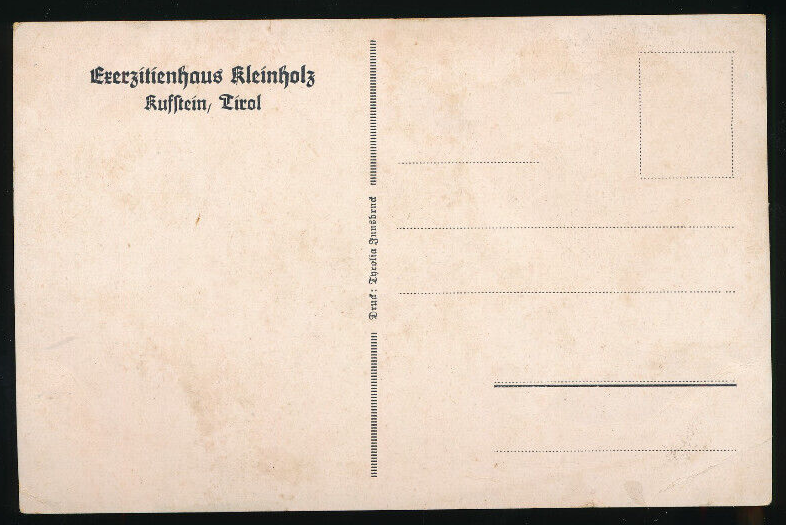 Exerzitienhaus Kleinholz
Kufstein, Tirol
Druck: Tyrolia Innsbruck